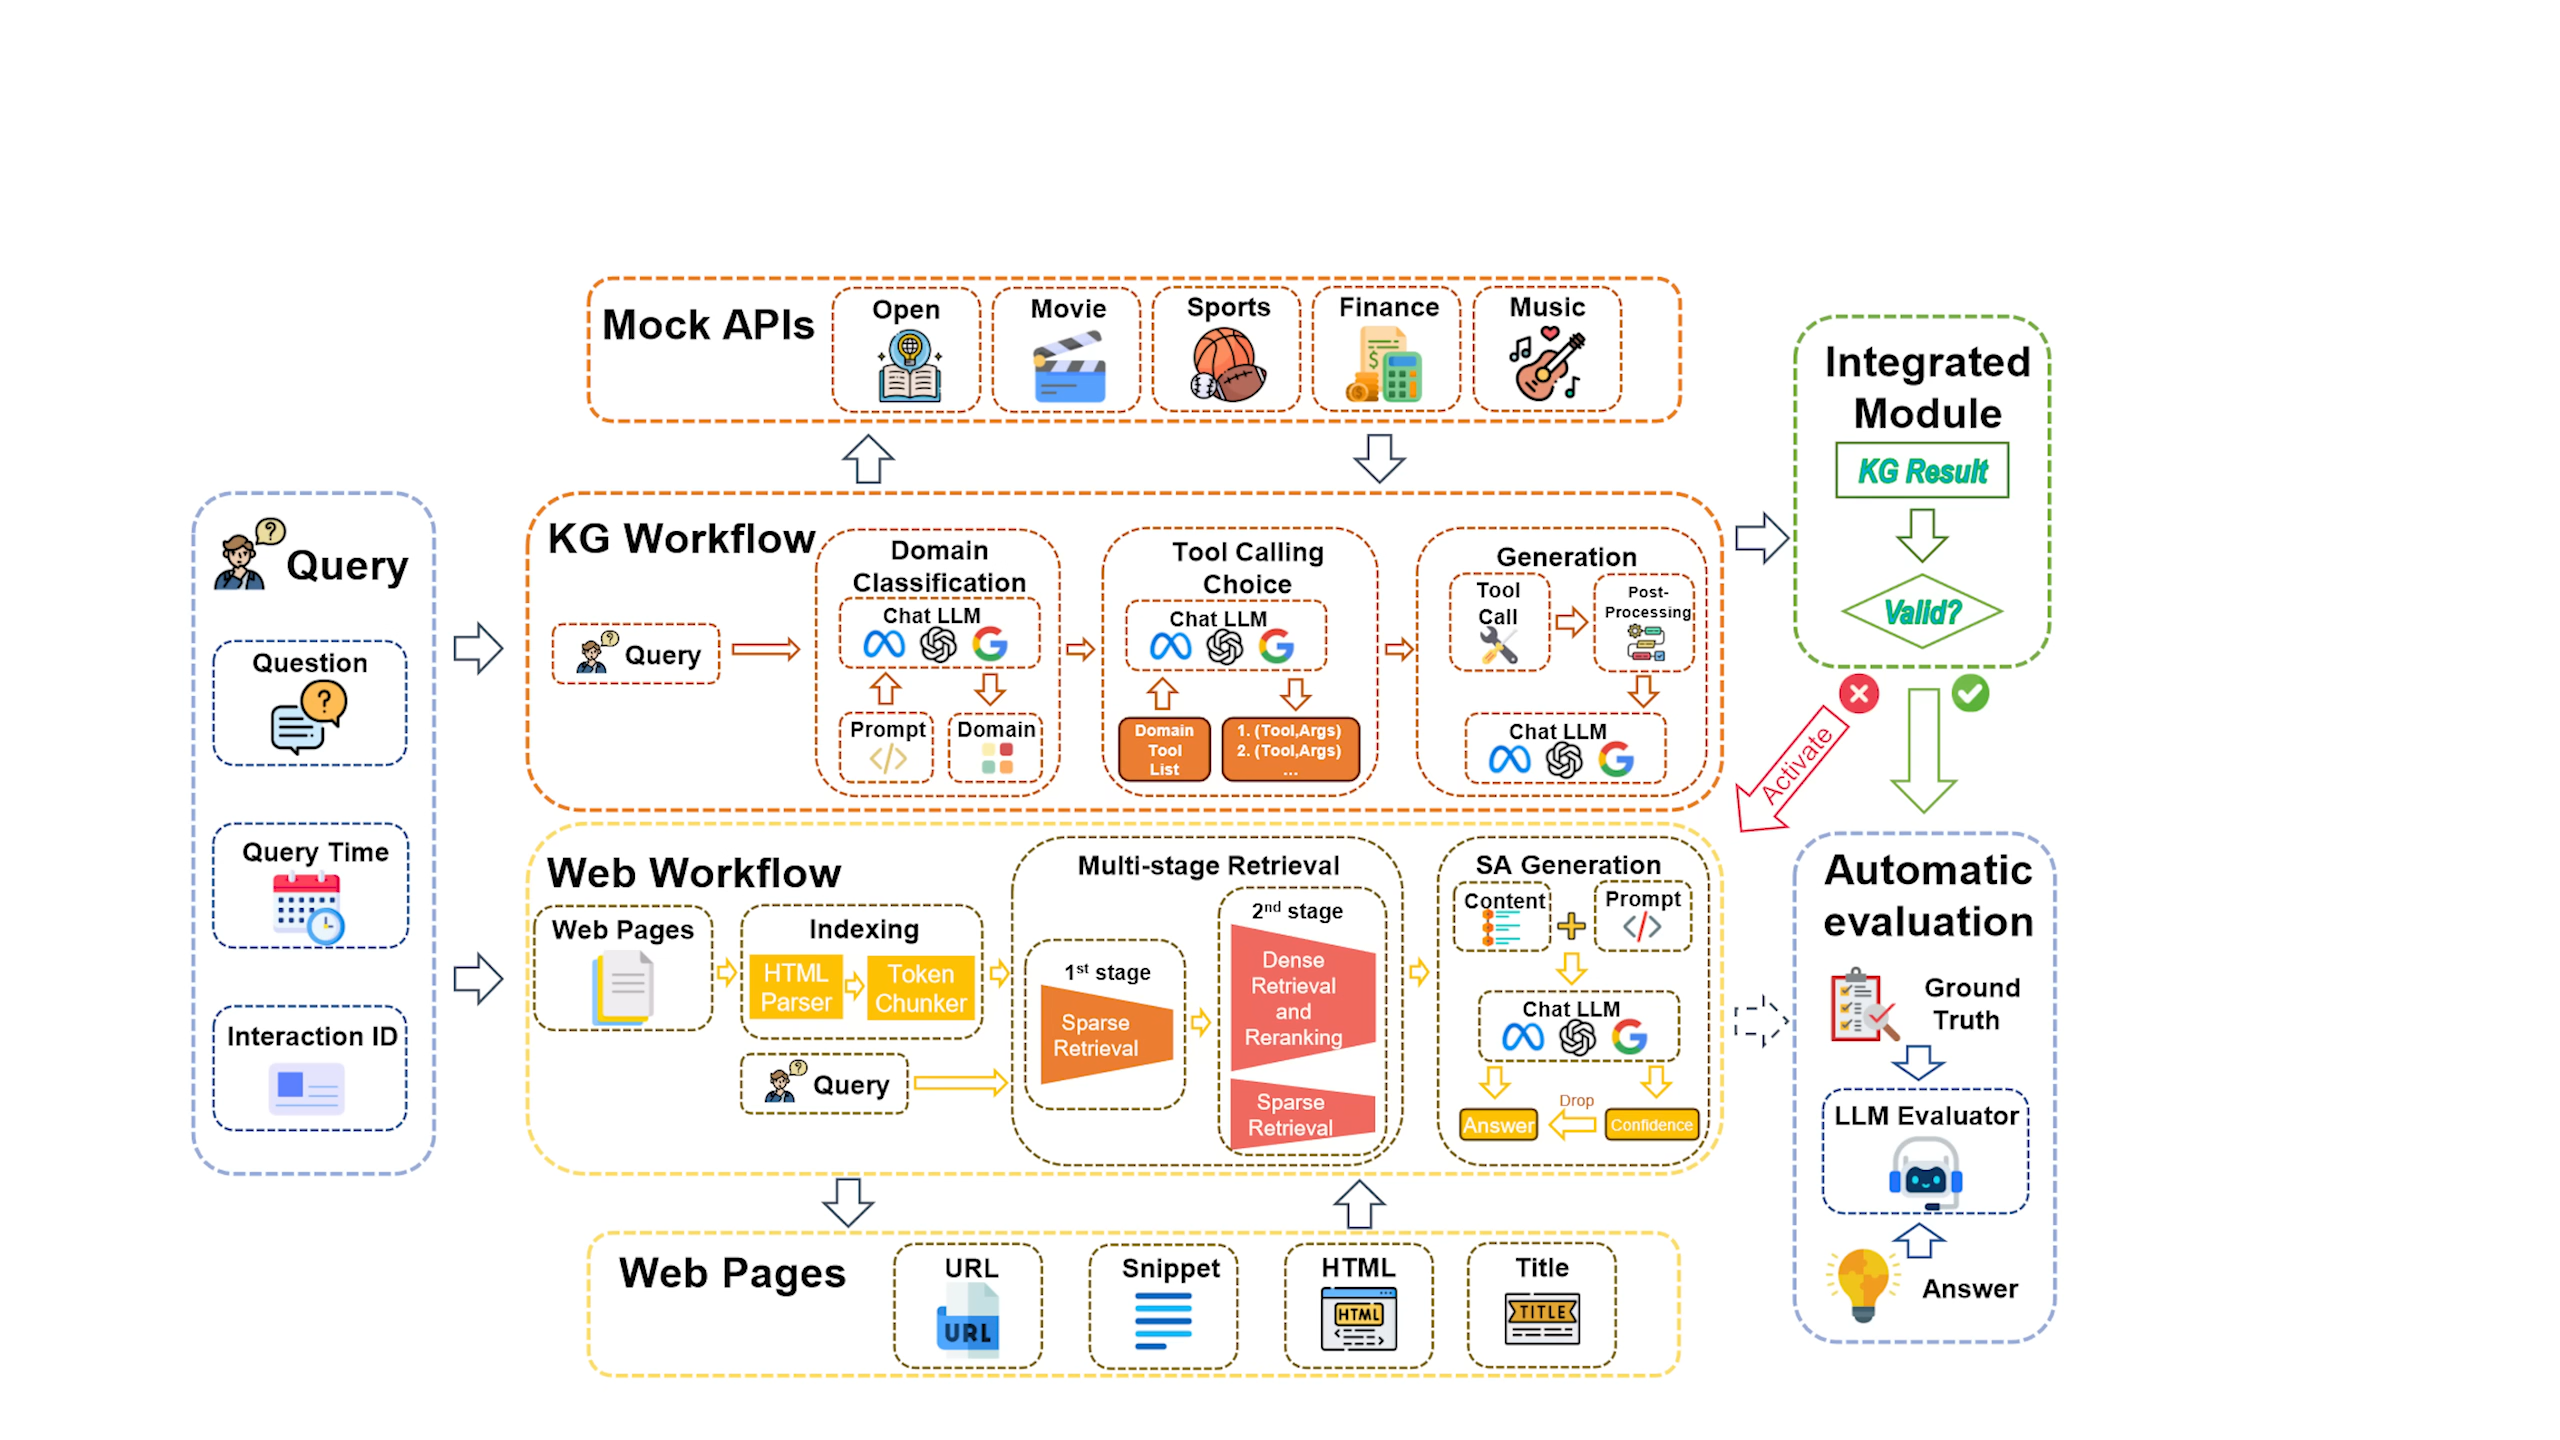 Query
Question
Query Time
Interaction ID
Mock APIs
Open
Movie
Sports
Finance
Music
KG Workflow
Query
Domain
Classification
Chat LLM
Prompt
Domain
Tool Calling
Choice
Chat LLM
Domain
Tool
List
1. (Tool,Args)
2. (Tool,Args)
...
Generation
Tool
Call
Post-
Processing
Chat LLM
Web Workflow
Web Pages
Indexing
HTML
Parser
Token
Chunker
Query
Multi-stage Retrieval
1st stage
Sparse
Retrieval
2nd stage
Dense
Retrieval
and
Reranking
Sparse
Retrieval
SA Generation
Content
Prompt
Chat LLM
Answer
Drop
Confidence
Web Pages
URL
URL
Snippet
HTML
HTML
Title
TITLE
Integrated
Module
KG Result
Valid?
Activate
Automatic
evaluation
Ground
Truth
LLM Evaluator
Answer